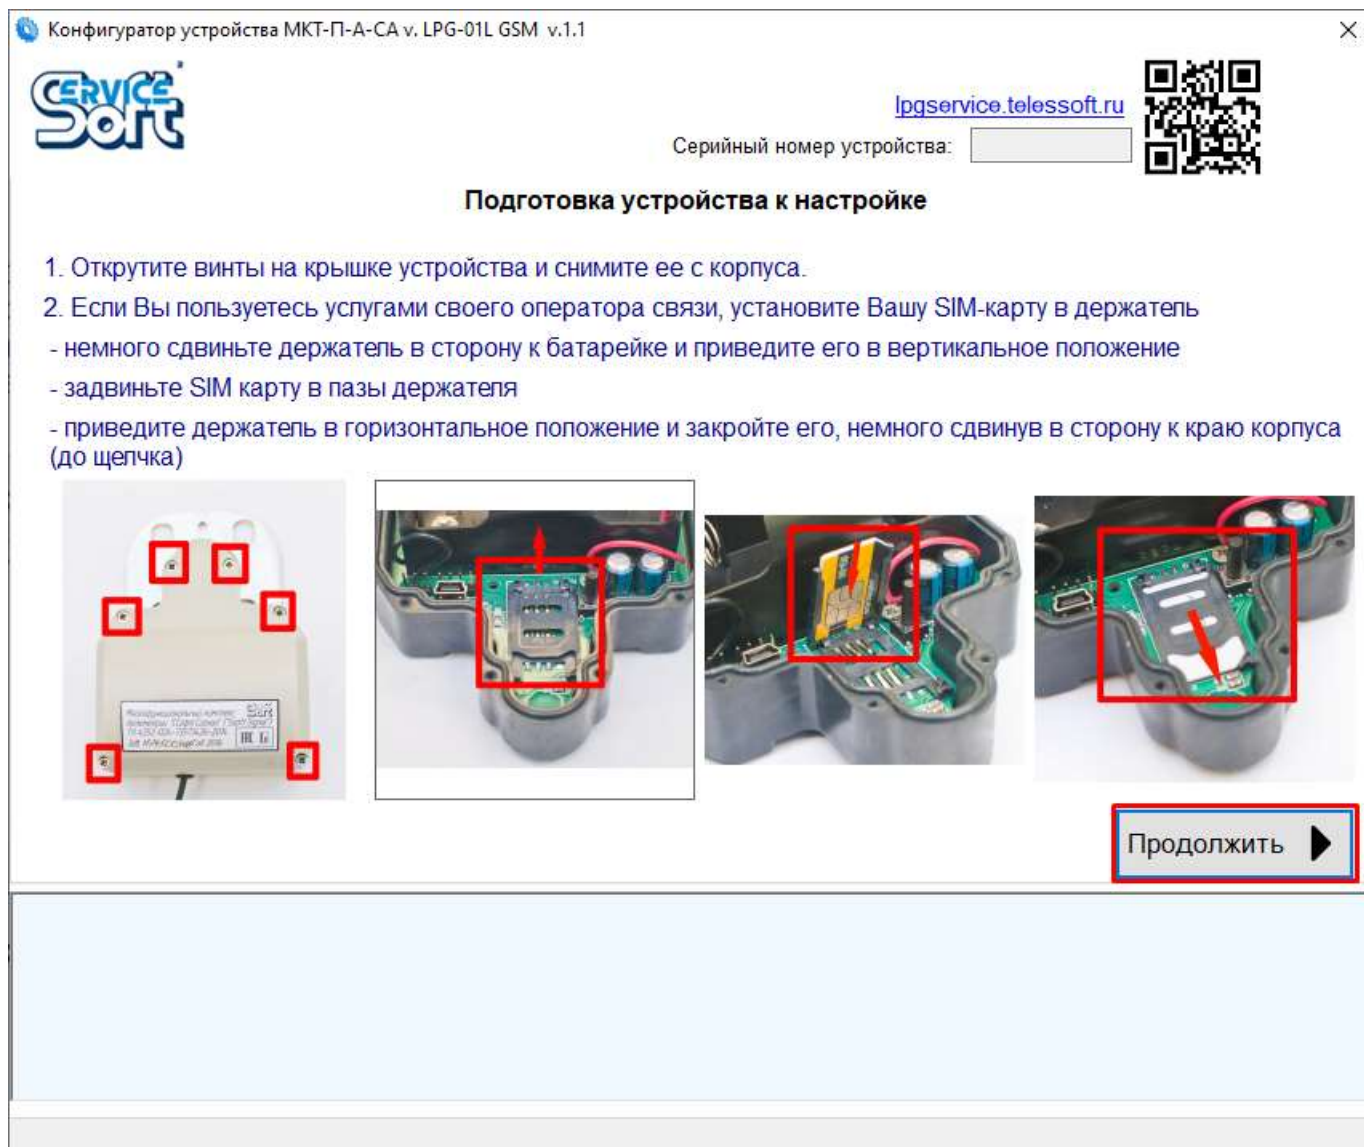 Конфигуратор устройства МКТ-П-А-СА v. LPG-01L GSM v.1.1
SERVICE
Soft
lpgservice.telessoft.ru
Серийный номер устройства:
Подготовка устройства к настройке
1. Открутите винты на крышке устройства и снимите ее с корпуса.
2. Если Вы пользуетесь услугами своего оператора связи, установите Вашу SIM-карту в держатель
- немного сдвиньте держатель в сторону к батарейке и приведите его в вертикальное положение
- задвиньте SIM карту в пазы держателя
- приведите держатель в горизонтальное положение и закройте его, немного сдвинув в сторону к краю корпуса
(до щелчка)
Soft
Продолжить